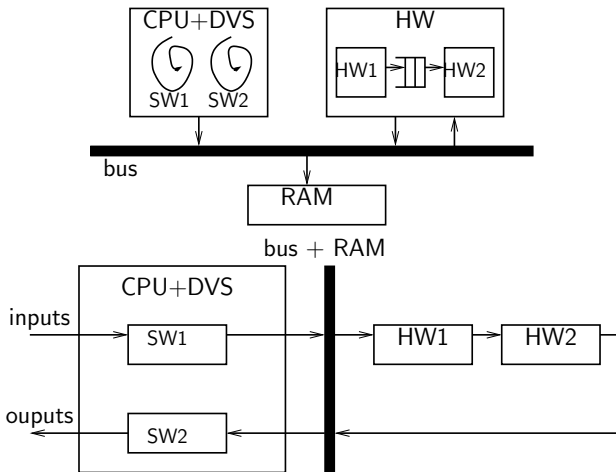 CPU+DVS
HW
SW1
SW2
HW1
HW2
bus
RAM
bus + RAM
CPU+DVS
inputs
SW1
HW1
HW2
ouputs
SW2